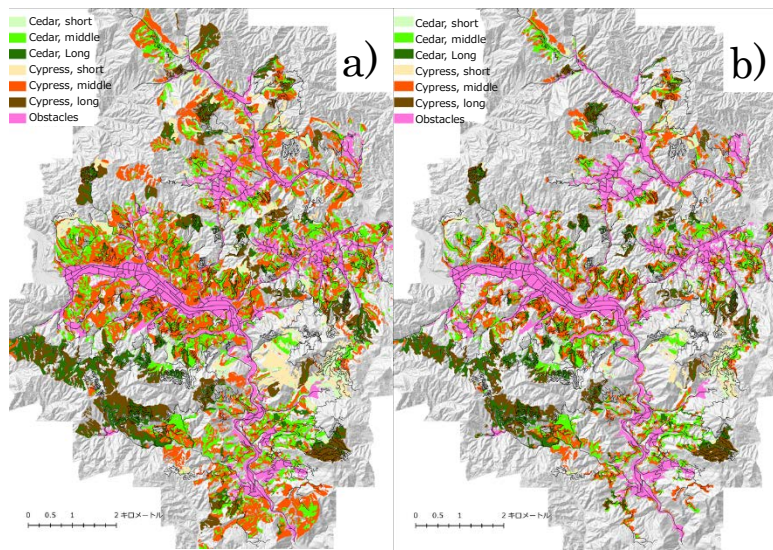 Cedar, short
Cedar, middle
Cedar, Long
Cypress, short
Cypress, middle
Cypress, long
Obstacles
a)
0 0.5 1 2 キロメートル
Cedar, short
Cedar, middle
Cedar, Long
Cypress, short
Cypress, middle
Cypress, long
Obstacles
b)
0 0.5 1 2 キロメートル